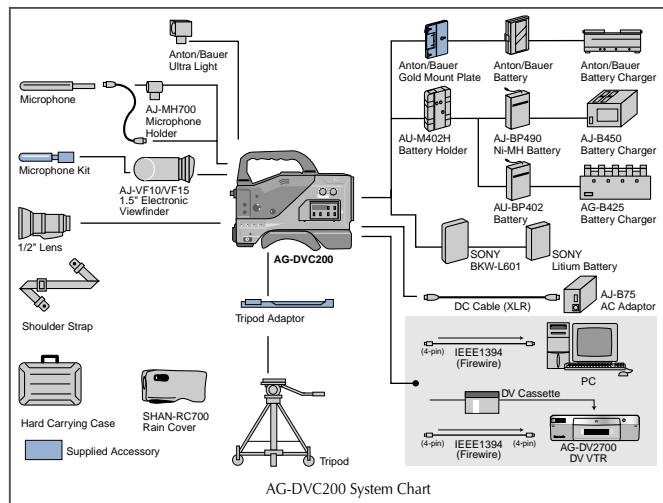 Anton/Bauer
Ultra Light
Anton/Bauer
Gold Mount Plate
Anton/Bauer
Battery
Anton/Bauer
Battery Charger
Microphone
AJ-MH700
Microphone
Holder
AU-M402H
Battery Holder
AJ-BP490
Ni-MH Battery
AJ-B450
Battery Charger
Microphone Kit
AJ-VF10/VF15
1.5" Electronic
Viewfinder
AU-BP402
Battery
AG-B425
Battery Charger
1/2" Lens
AG-DVC200
SONY
BKW-L601
SONY
Litium Battery
Shoulder Strap
Tripod Adaptor
DC Cable (XLR)
AJ-B75
AC Adaptor
(4-pin)
IEEE1394
(Firewire)
PC
Hard Carrying Case
SHAN-RC700
Rain Cover
DV Cassette
(4-pin)
IEEE1394
(Firewire)
(4-pin)
AG-DV2700
DV VTR
Supplied Accessory
Tripod
AG-DVC200 System Chart